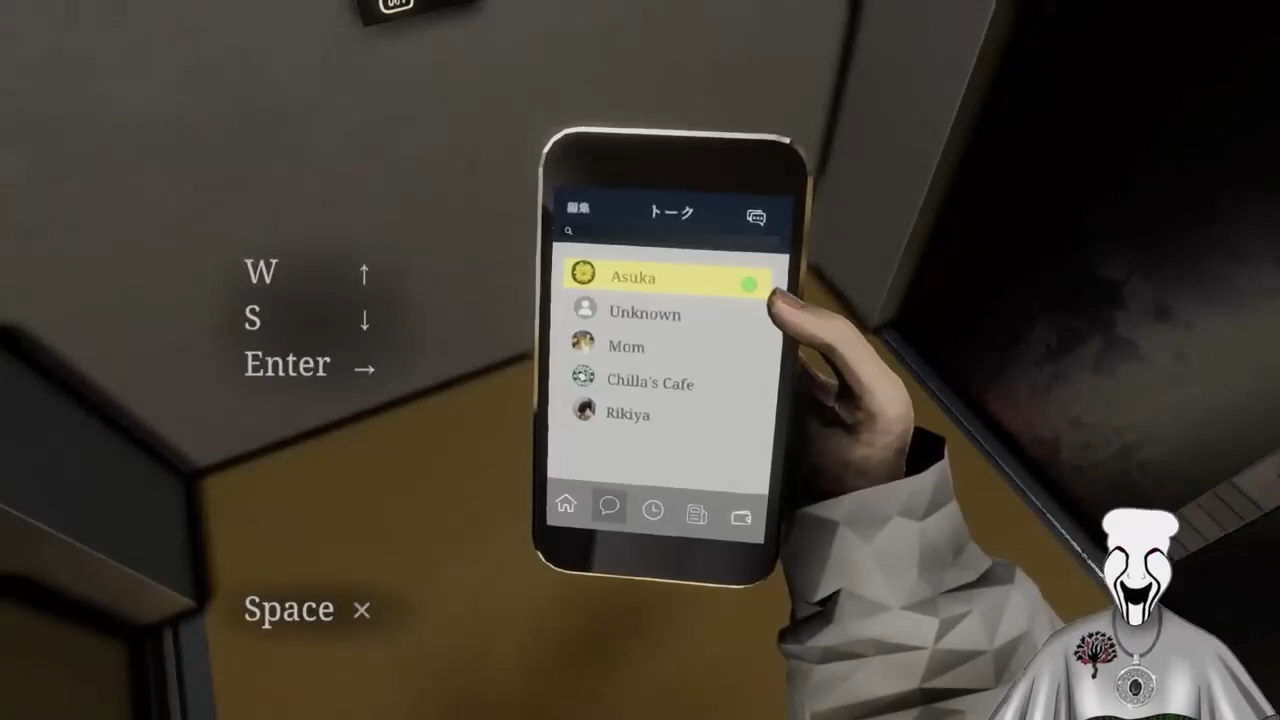 編集 トーク
Asuka
Unknown
Mom
Chilla's Cafe
Rikiya
W ↑
S ↓
Enter →
Space ×